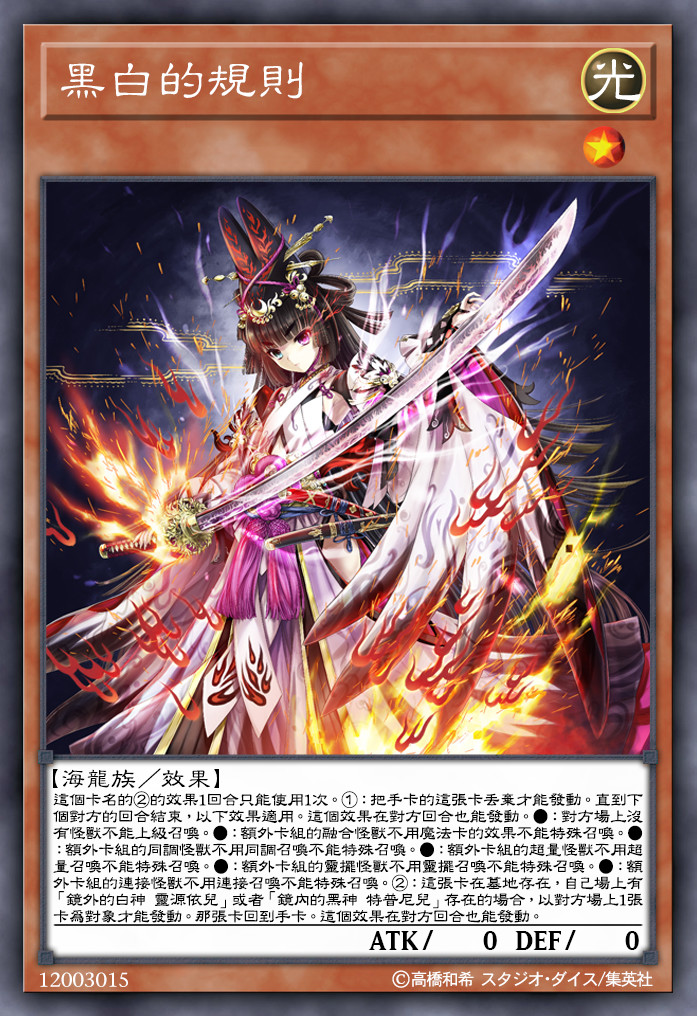 黑白的規則
光
【海龍族／效果】
這個卡名的②的效果1回合只能使用1次。①：把手卡的這張卡丟棄才能發動。直到下
個對方的回合結束，以下效果適用。這個效果在對方回合也能發動。●：對方場上沒
有怪獸不能上級召喚。●：額外卡組的融合怪獸不用魔法卡的效果不能特殊召喚。●
：額外卡組的同調怪獸不用同調召喚不能特殊召喚。●：額外卡組的超量怪獸不用超
量召喚不能特殊召喚。●：額外卡組的靈擺怪獸不用靈擺召喚不能特殊召喚。●：額
外卡組的連接怪獸不用連接召喚不能特殊召喚。②：這張卡在墓地存在，自己場上有
「鏡外的白神 靈源依兒」或者「鏡內的黑神 特普尼兒」存在的場合，以對方場上1張
卡為對象才能發動。那張卡回到手卡。這個效果在對方回合也能發動。
ATK/ 0 DEF/ 0
12003015 ©高橋和希 スタジオ・ダイス/集英社